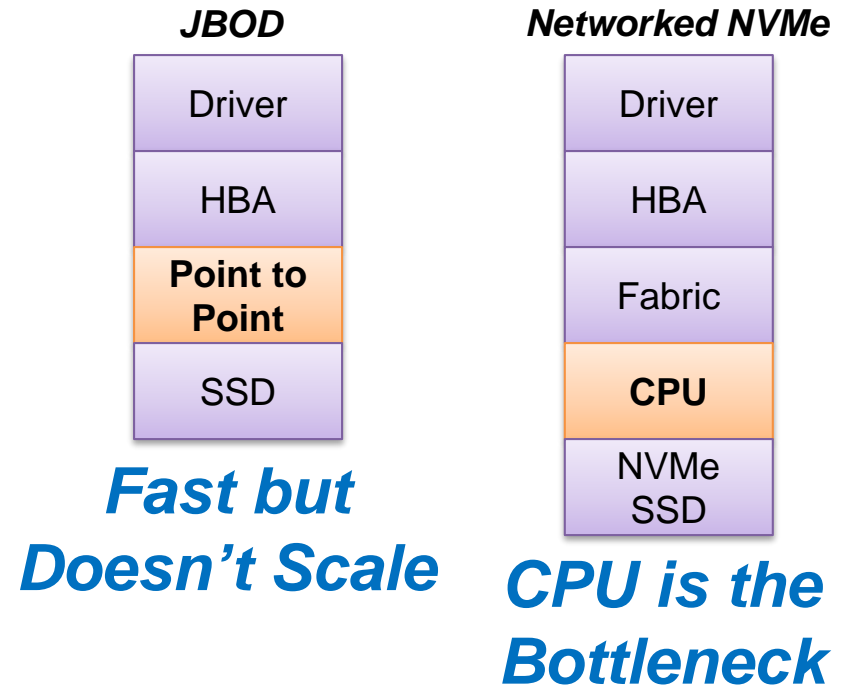 JBOD
Driver
HBA
Point to
Point
SSD
Fast but
Doesn’t Scale
Networked NVMe
Driver
HBA
Fabric
CPU
NVMe
SSD
CPU is the
Bottleneck